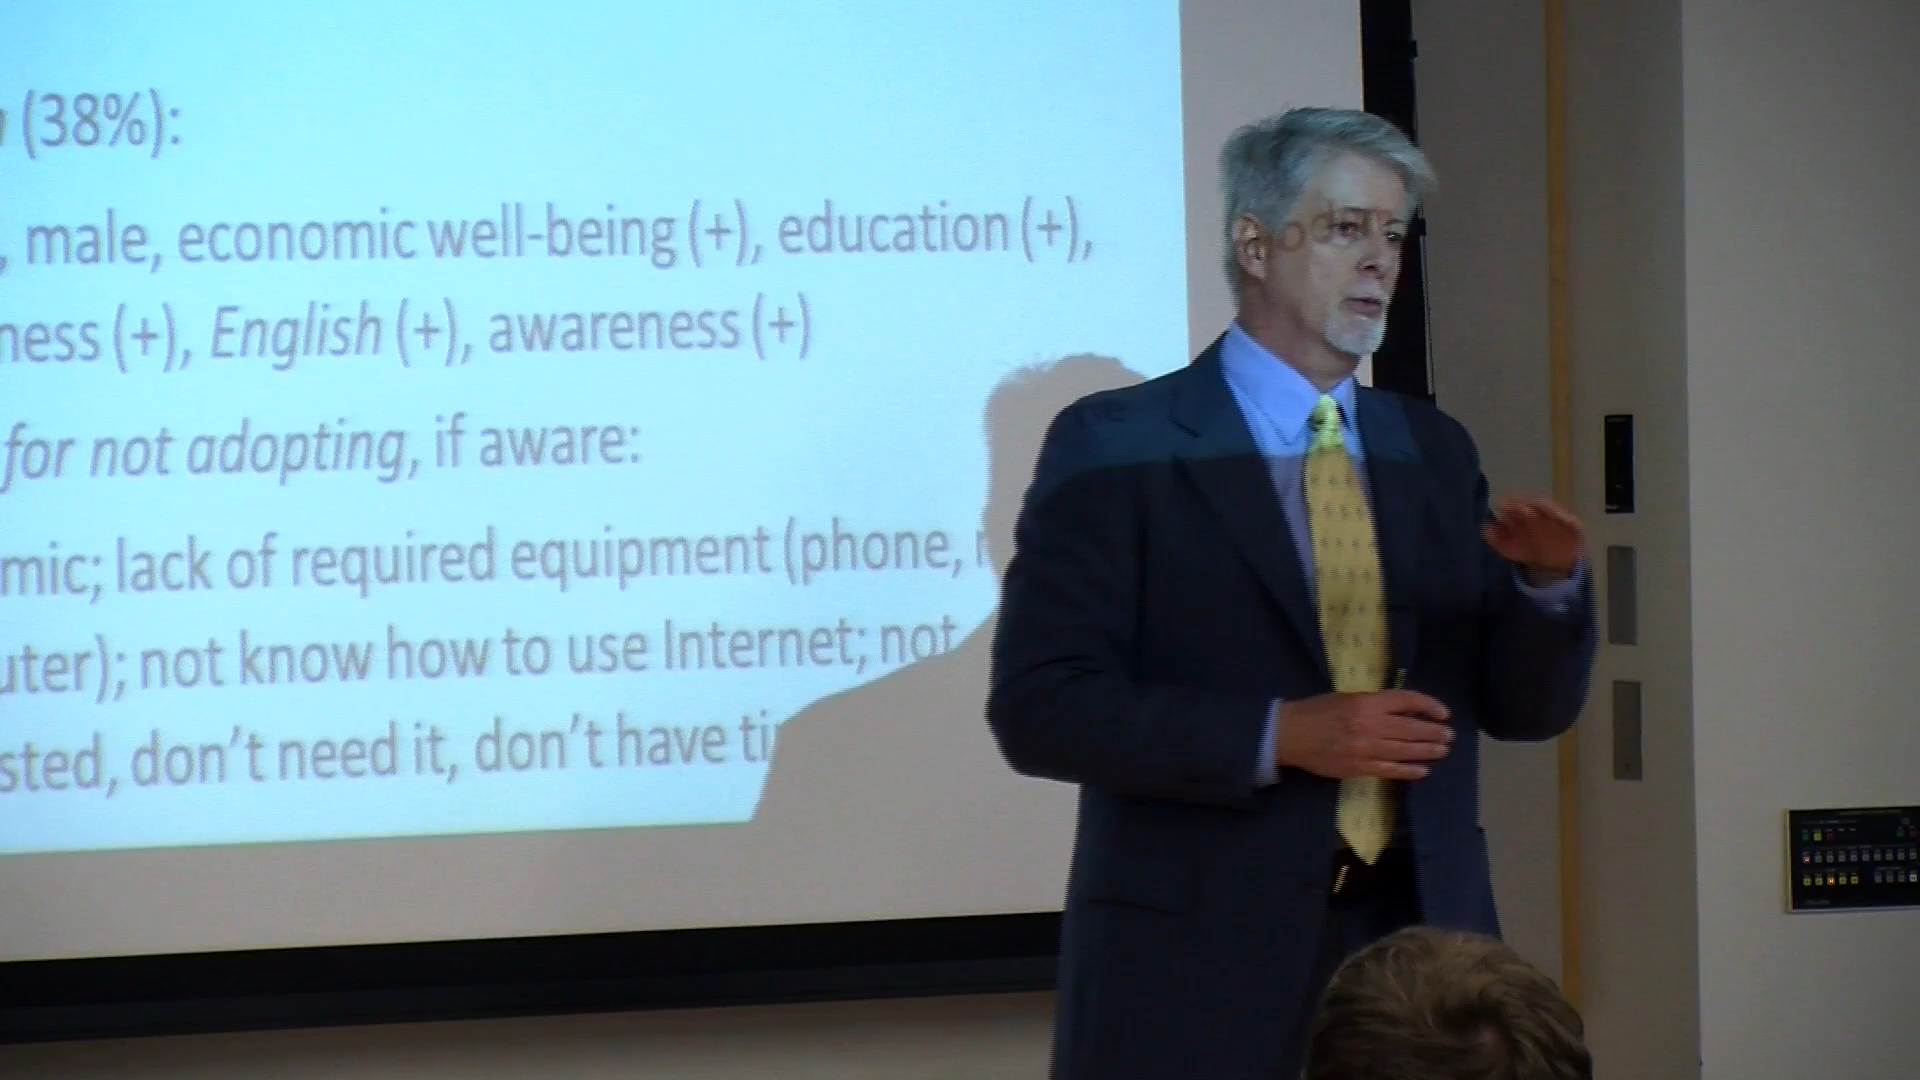 (38%):
, male, economic well-being (+), education (+),
ness (+), English (+), awareness (+)
for not adopting, if aware:
mic; lack of required equipment (phone,
uter); not know how to use Internet; not
sted, don't need it, don't have ti